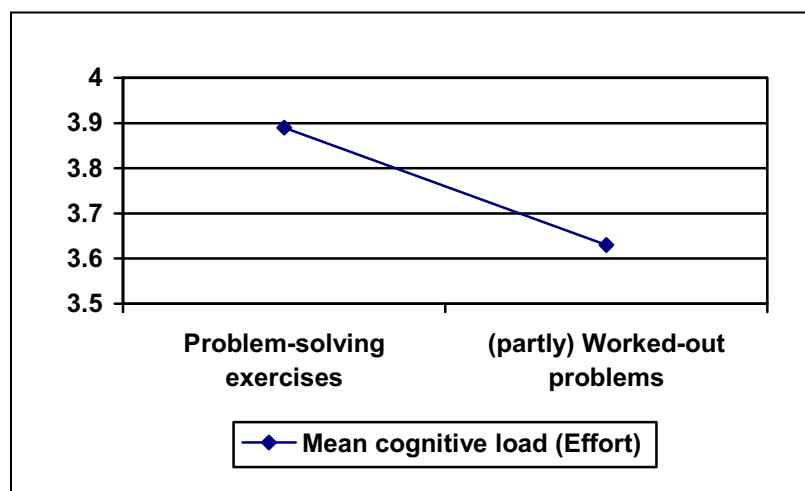 4
3.9
3.8
3.7
3.6
3.5
Problem-solving
exercises
(partly) Worked-out
problems
Mean cognitive load (Effort)